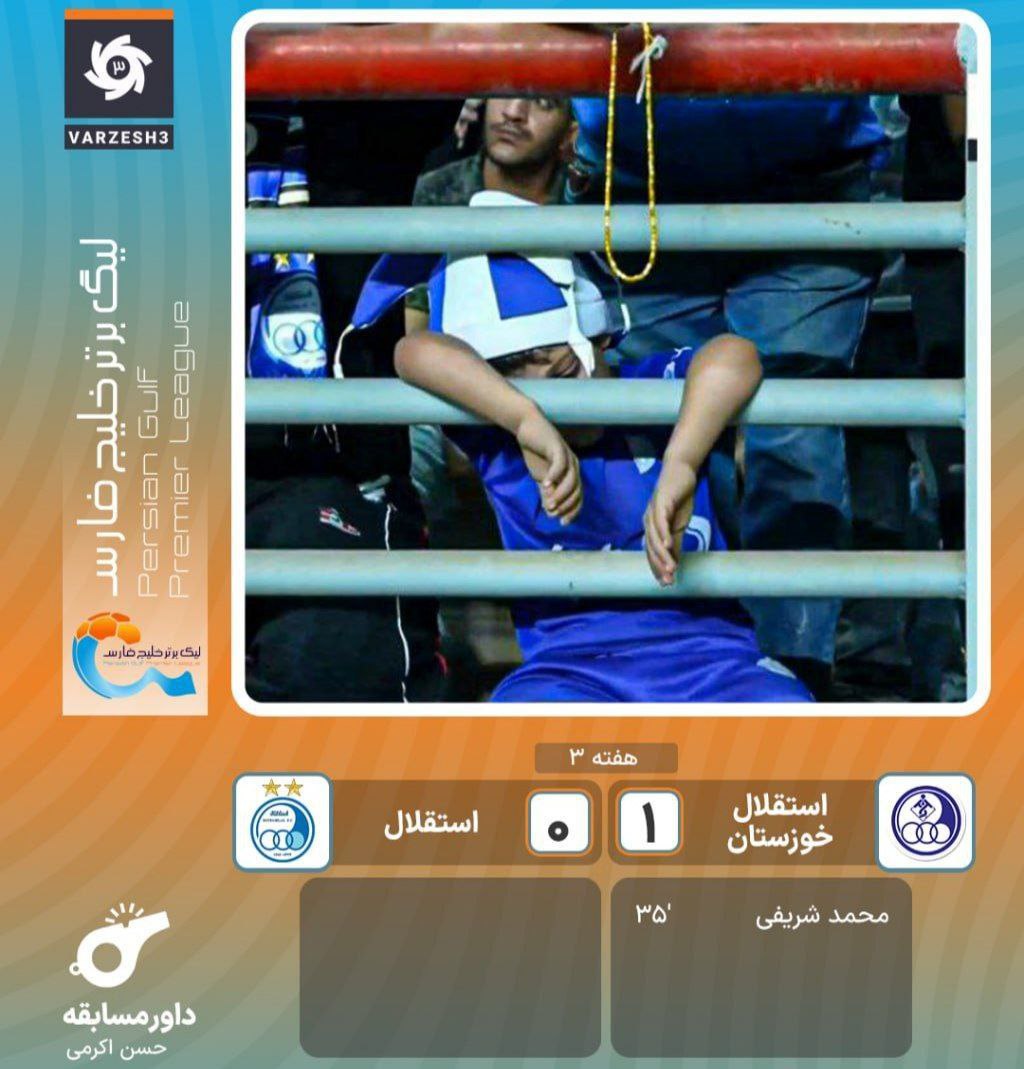 VARZESH3
لیگ برتر خلیج فارس
Persian Gulf
Premier League
لیگ برتر خلیج فارس
هفته ۳
استقلال
خوزستان
۱
۰
استقلال
محمد شریفی
۳۵'
داور مسابقه
حسن اکرمی